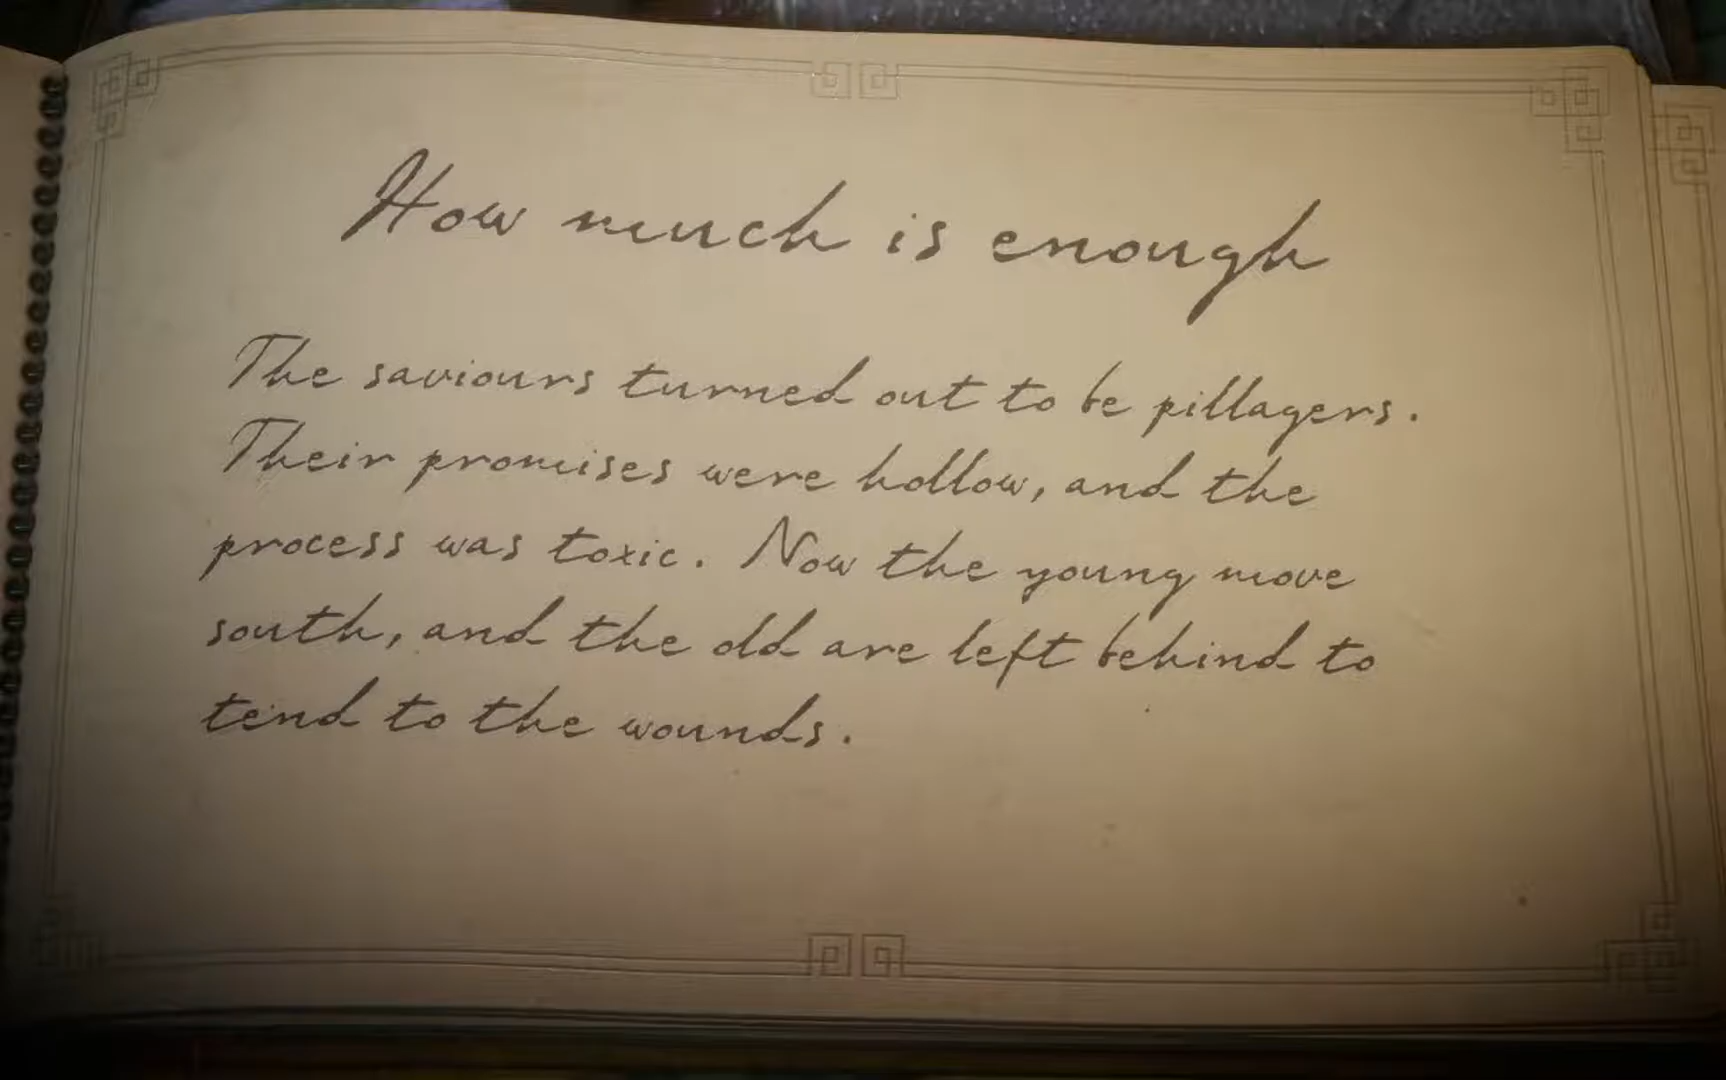 How much is enough
The saviours turned out to be pillagers.
Their promises were hollow, and the
process was toxic. Now the young move
south, and the old are left behind to
tend to the wounds.